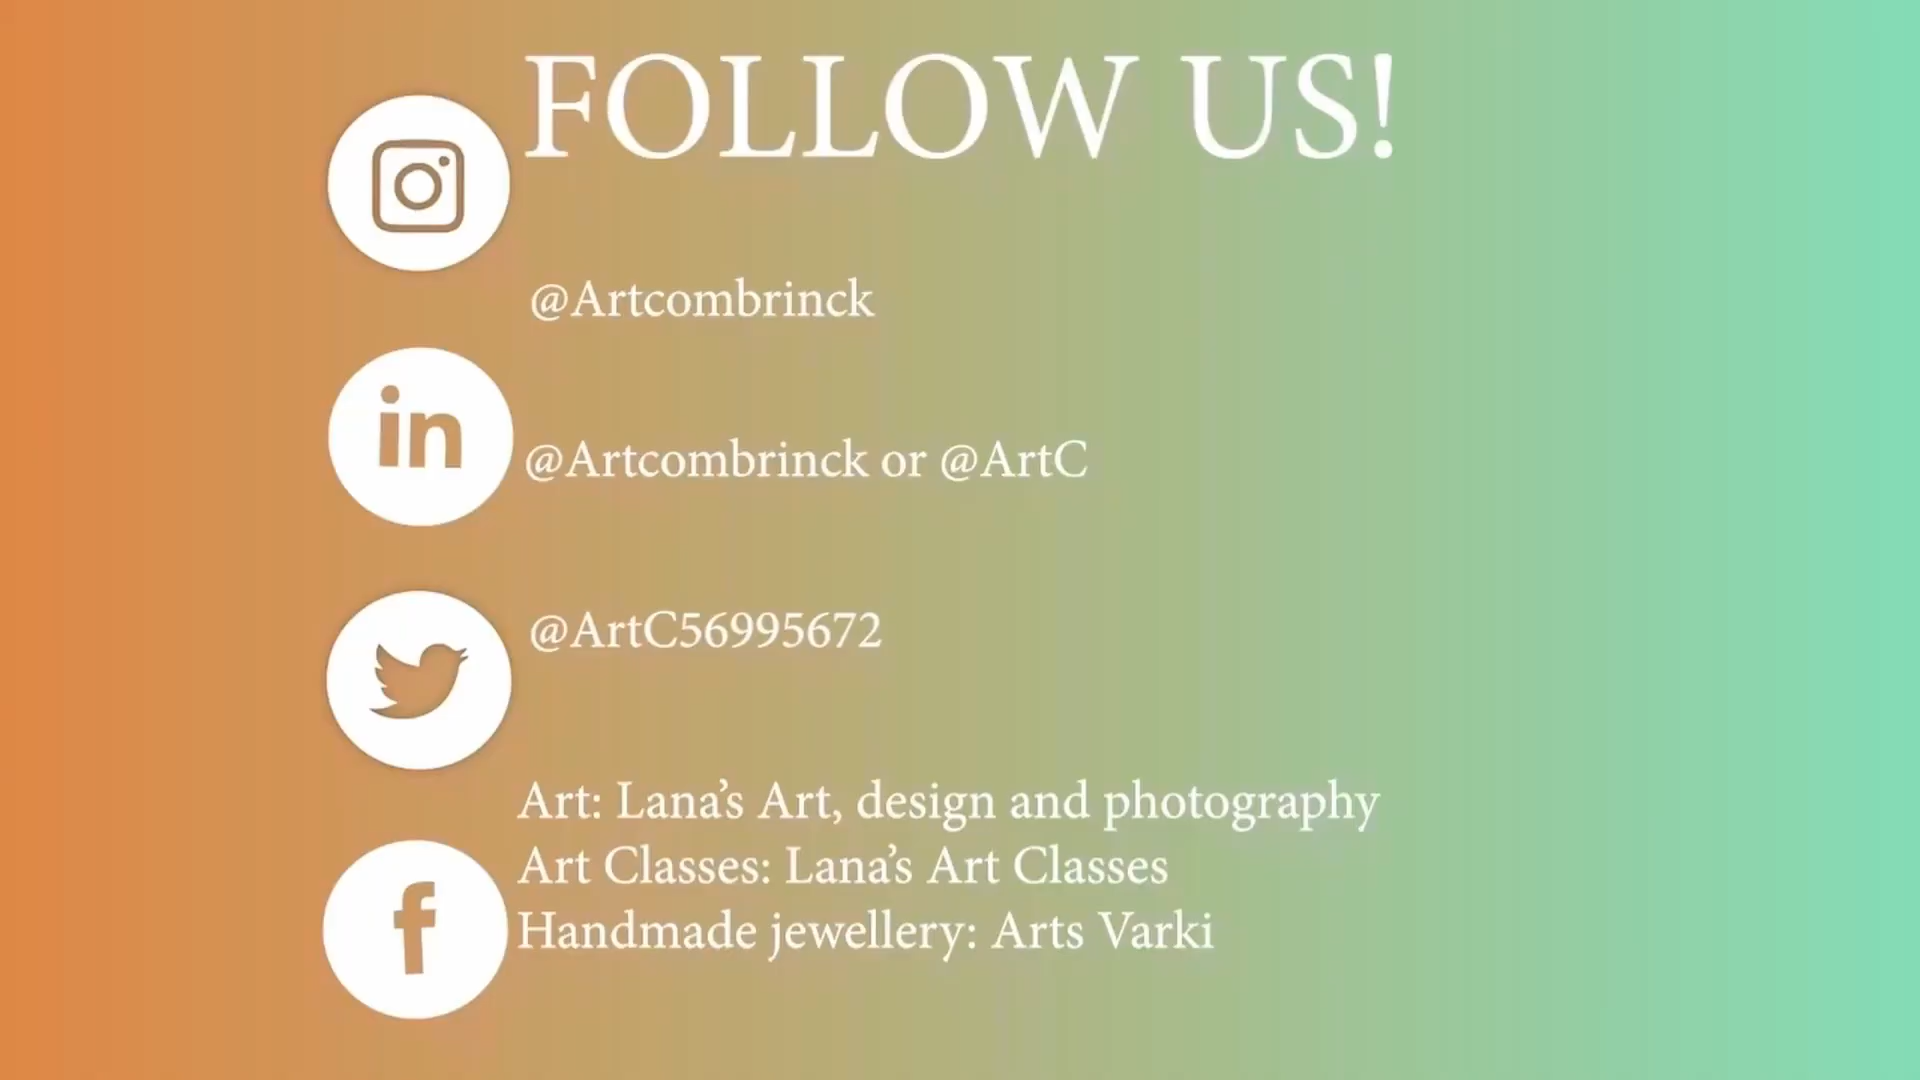 FOLLOW US!
@Artcombrinck
in
@Artcombrinck or @ArtC
@ArtC56995672
Art: Lana’s Art, design and photography
Art Classes: Lana’s Art Classes
f
Handmade jewellery: Arts Varki